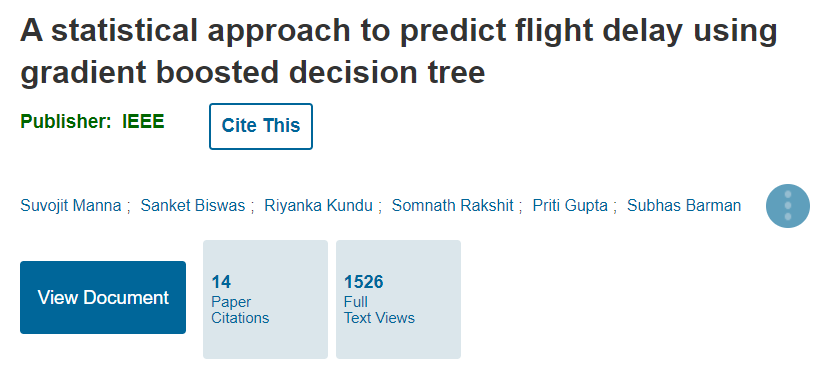 A statistical approach to predict flight delay using
gradient boosted decision tree
Publisher: IEEE
Cite This
Suvojit Manna ; Sanket Biswas ; Riyanka Kundu ; Somnath Rakshit ; Priti Gupta ; Subhas Barman
View Document
14
Paper
Citations
1526
Full
Text Views